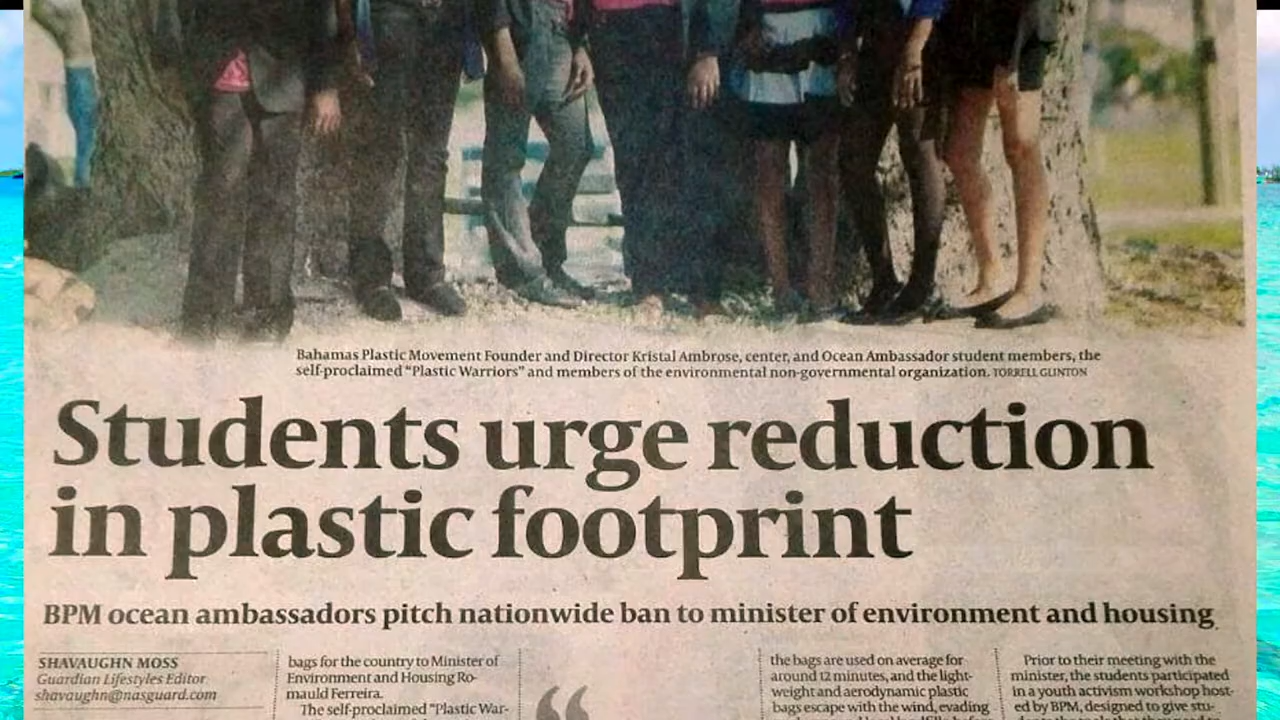 Bahamas Plastic Movement Founder and Director Kristal Ambrose, center, and Ocean Ambassador student members, the
self-proclaimed “Plastic Warriors” and members of the environmental non-governmental organization. TORRELL GLINTON
Students urge reduction
in plastic footprint
BPM ocean ambassadors pitch nationwide ban to minister of environment and housing
SHAVAUGHN MOSS
Guardian Lifestyles Editor
shavaughn@nasguard.com
bags for the country to Minister of
Environment and Housing Ro-
mauld Ferreira.
The self-proclaimed “Plastic War-
“
the bags are used on average for
around 12 minutes, and the light-
weight and aerodynamic plastic
bags escape with the wind, evading
Prior to their meeting with the
minister, the students participated
in a youth activism workshop host-
ed by BPM, designed to give stu-